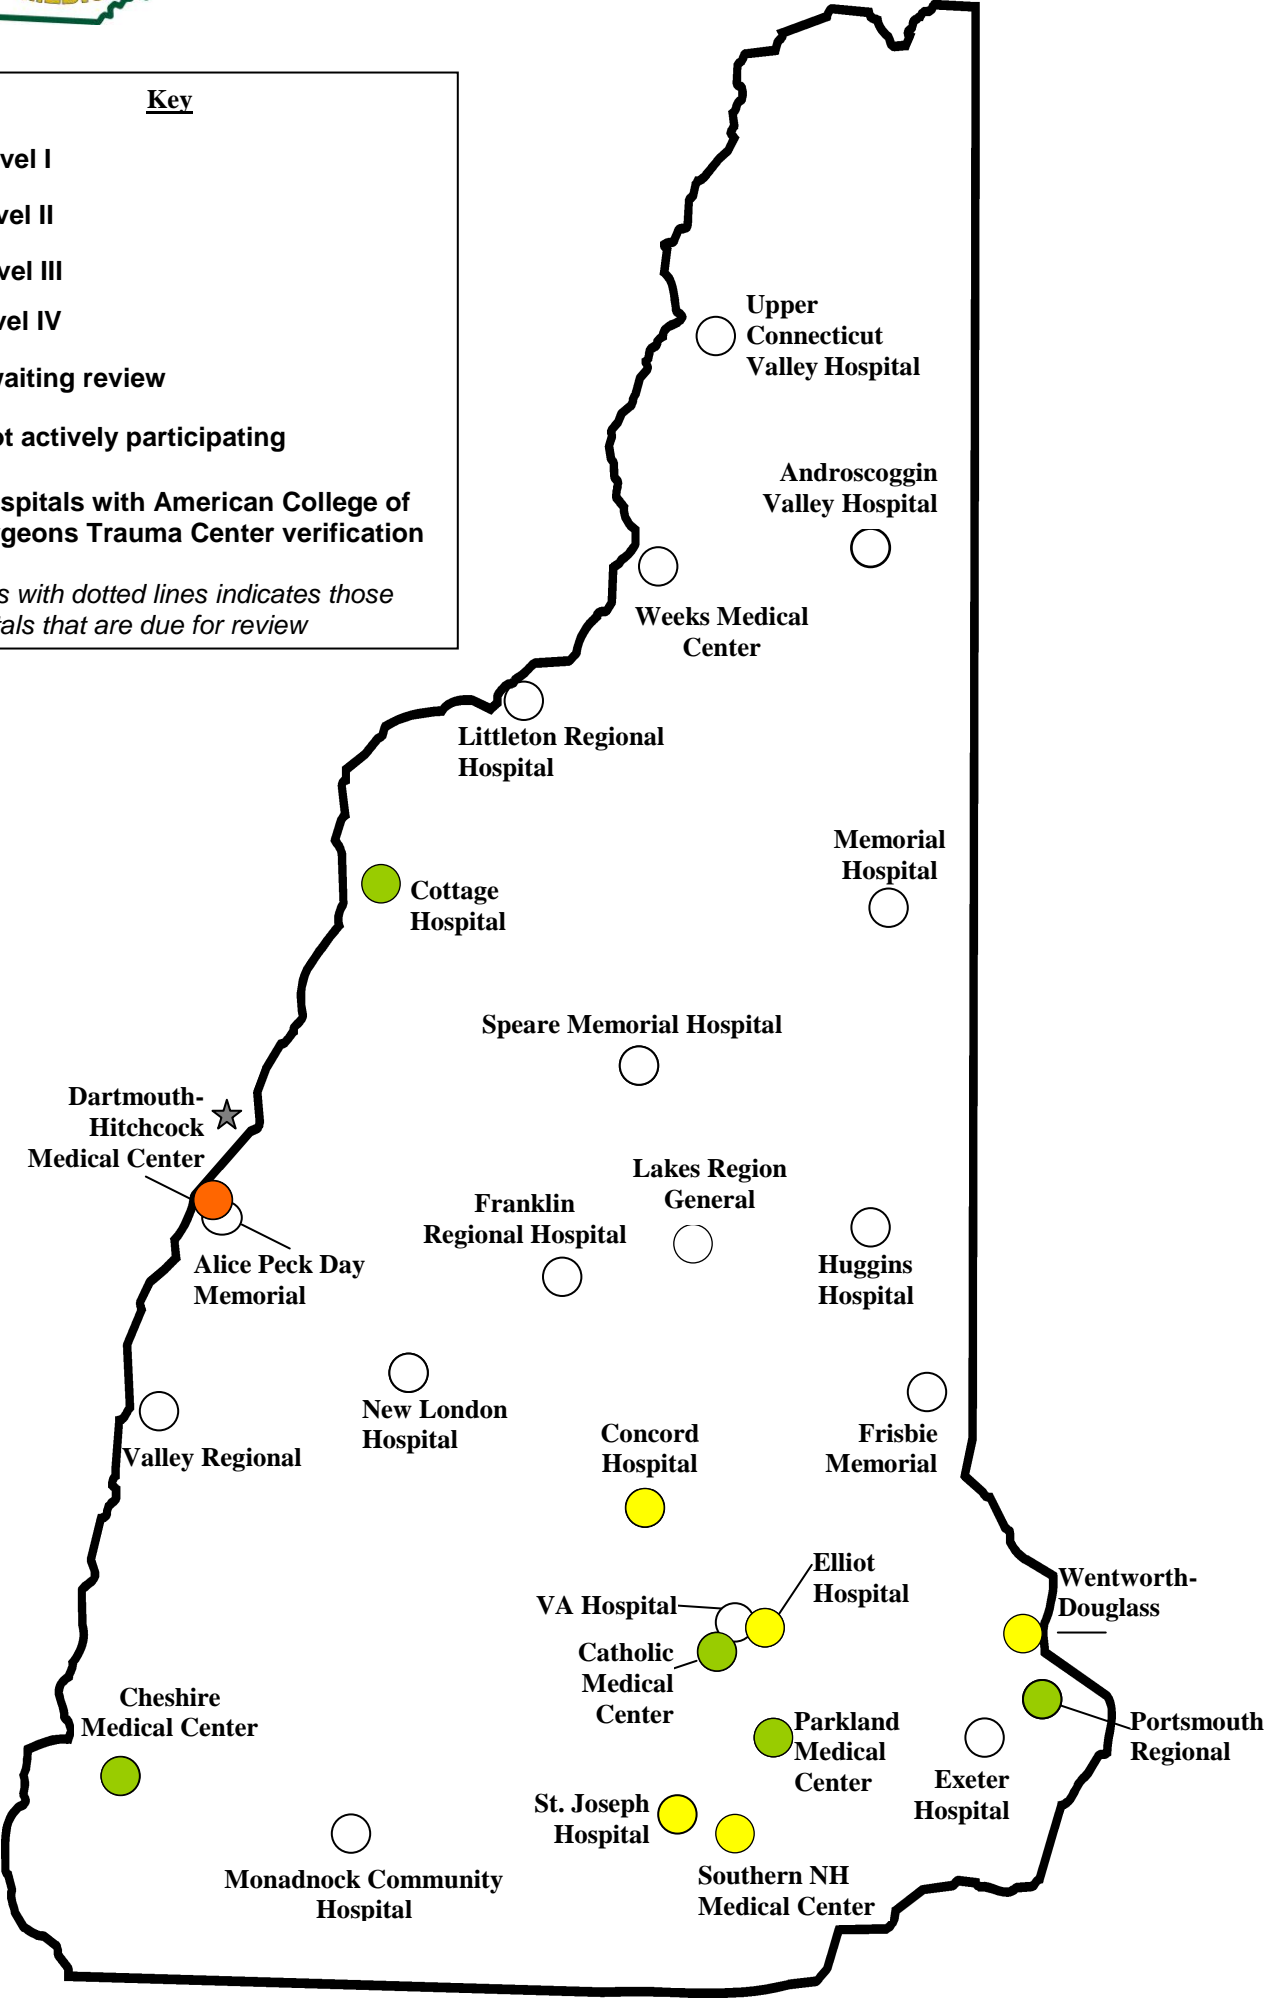 Key
vel I
vel II
vel III
vel IV
vaiting review
ot actively participating
spitals with American College of
rgeons Trauma Center verification
s with dotted lines indicates those
tals that are due for review
Upper
Connecticut
Valley Hospital
Androscoggin
Valley Hospital
Weeks Medical
Center
Littleton Regional
Hospital
Memorial
Hospital
Cottage
Hospital
Speare Memorial Hospital
Dartmouth-
Hitchcock
Medical Center
Lakes Region
General
Franklin
Regional Hospital
Alice Peck Day
Memorial
Huggins
Hospital
New London
Hospital
Valley Regional
Concord
Hospital
Frisbie
Memorial
Elliot
Hospital
VA Hospital
Wentworth-
Douglass
Catholic
Medical
Center
Cheshire
Medical Center
Parkland
Medical
Center
Portsmouth
Regional
Exeter
Hospital
St. Joseph
Hospital
Monadnock Community
Hospital
Southern NH
Medical Center